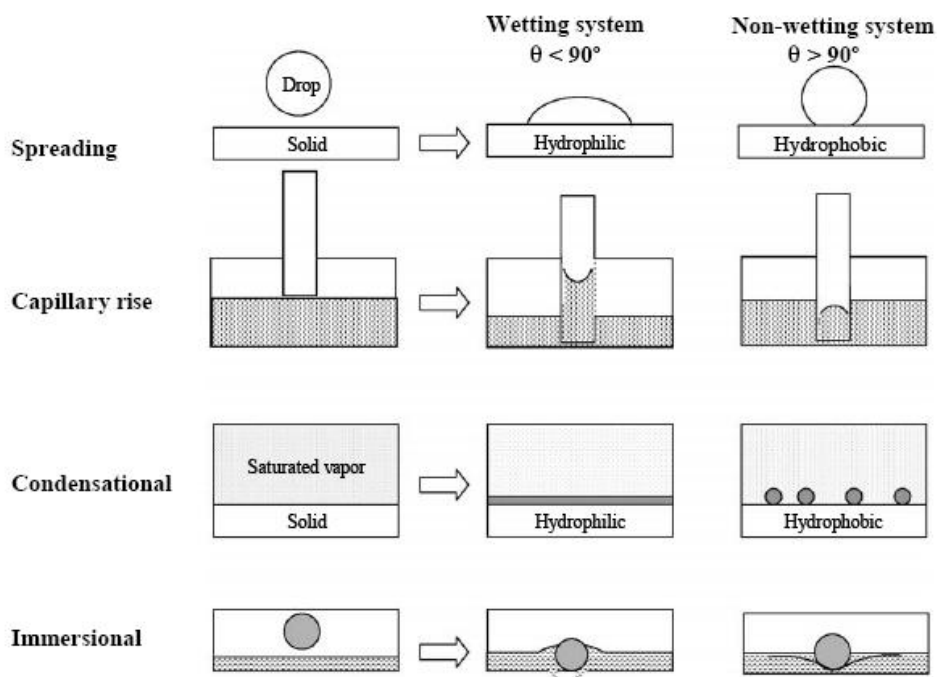 Wetting system
θ < 90°
Non-wetting system
θ > 90°
Spreading
Drop
Solid
Hydrophilic
Hydrophobic
Capillary rise
Condensational
Saturated vapor
Solid
Hydrophilic
Hydrophobic
Immersional